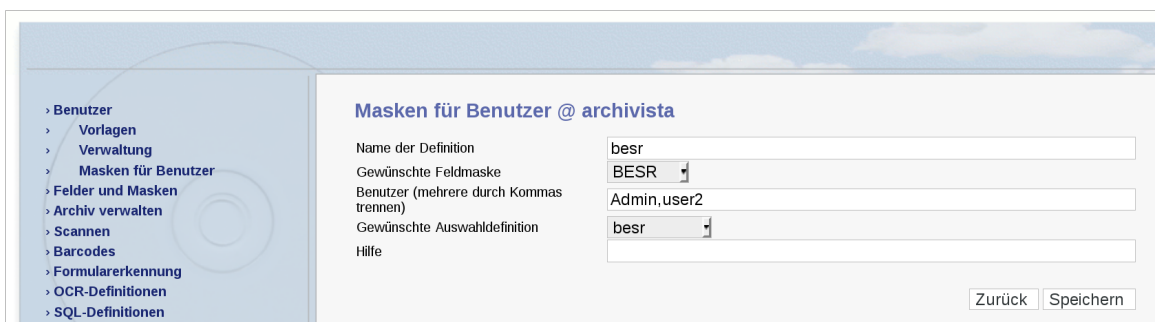 › Benutzer
› Vorlagen
› Verwaltung
› Masken für Benutzer
› Felder und Masken
› Archiv verwalten
› Scannen
› Barcodes
› Formularerkennung
› OCR-Definitionen
› SQL-Definitionen
Masken für Benutzer @ archivista
Name der Definition besr
Gewünschte Feldmaske BESR
Benutzer (mehrere durch Kommas
trennen) Admin,user2
Gewünschte Auswahldefinition besr
Hilfe
Zurück Speichern